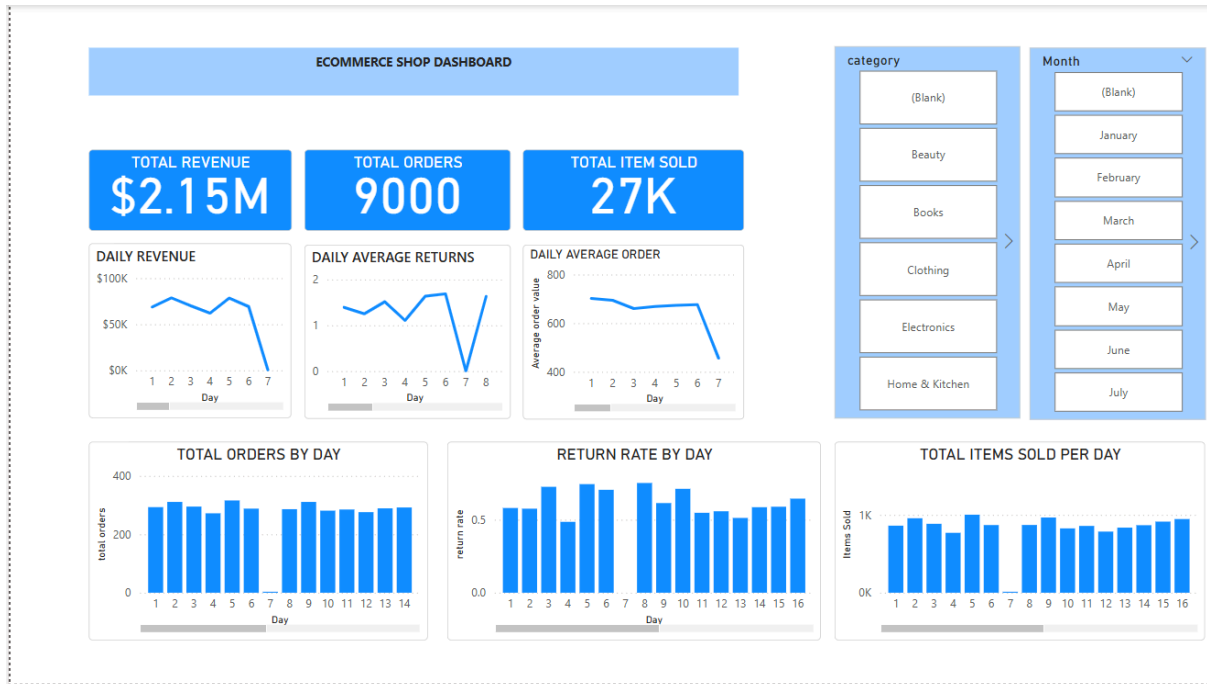 ECOMMERCE SHOP DASHBOARD
category
(Blank)
Beauty
Books
Clothing
Electronics
Home & Kitchen
Month
(Blank)
January
February
March
April
May
June
July
TOTAL REVENUE
$2.15M
TOTAL ORDERS
9000
TOTAL ITEM SOLD
27K
DAILY REVENUE
$100K
$50K
$0K
1 2 3 4 5 6 7
Day
DAILY AVERAGE RETURNS
2
1
0
1 2 3 4 5 6 7 8
Day
DAILY AVERAGE ORDER
Average order value
800
600
400
1 2 3 4 5 6 7
Day
TOTAL ORDERS BY DAY
total orders
400
200
0
1 2 3 4 5 6 7 8 9 10 11 12 13 14
Day
RETURN RATE BY DAY
return rate
0.5
0.0
1 2 3 4 5 6 7 8 9 10 11 12 13 14 15 16
Day
TOTAL ITEMS SOLD PER DAY
Items Sold
1K
0K
1 2 3 4 5 6 7 8 9 10 11 12 13 14 15 16